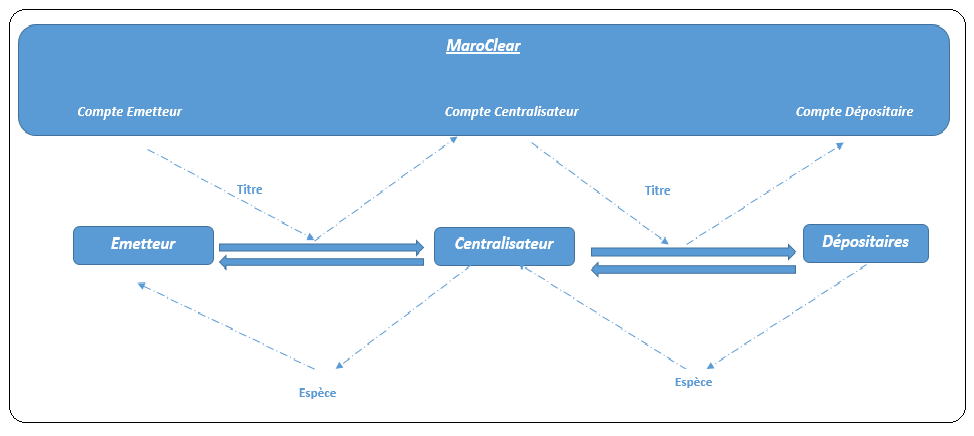 MaroClear
Compte Emetteur
Compte Centralisateur
Compte Dépositaire
Titre
Titre
Emetteur
Centralisateur
Dépositaires
Espèce
Espèce